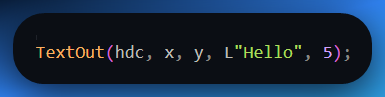 TextOut(hdc, x, y, L"Hello", 5);